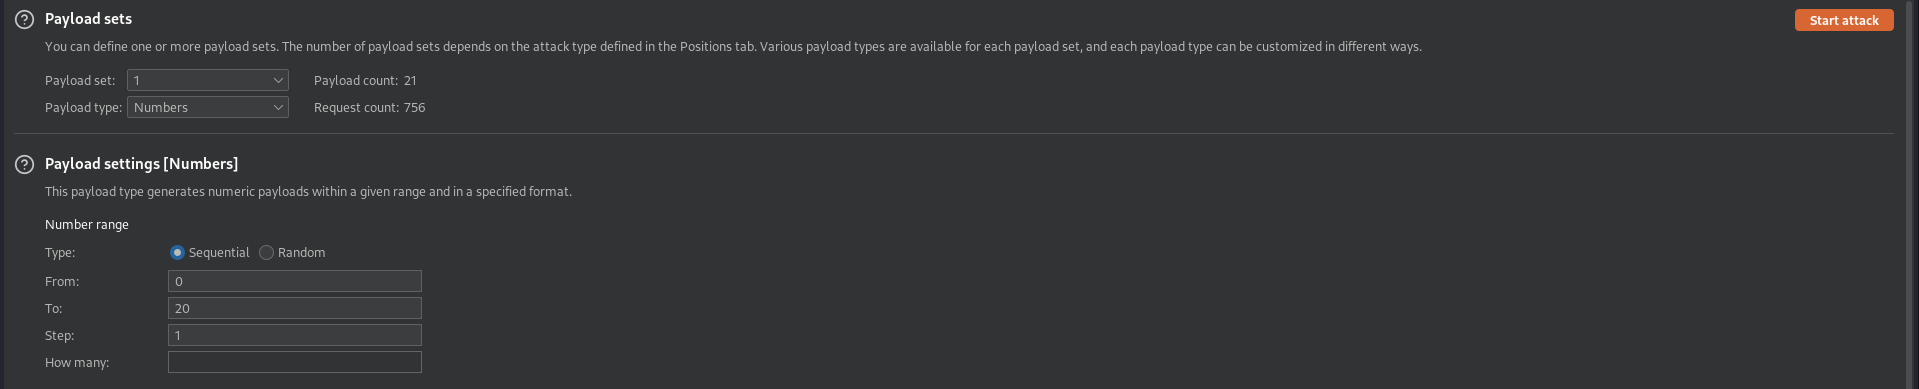 Payload sets
Start attack
You can define one or more payload sets. The number of payload sets depends on the attack type defined in the Positions tab. Various payload types are available for each payload set, and each payload type can be customized in different ways.
Payload set: 1 Payload count: 21
Payload type: Numbers Request count: 756
Payload settings [Numbers]
This payload type generates numeric payloads within a given range and in a specified format.
Number range
Type: Sequential Random
From: 0
To: 20
Step: 1
How many: